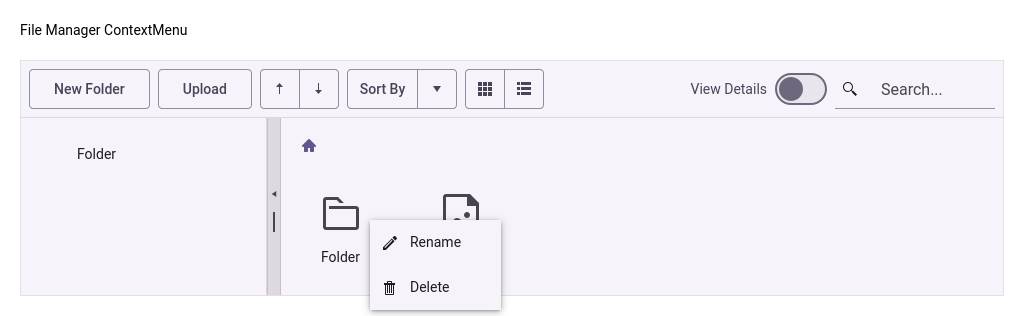 File Manager ContextMenu
New Folder
Upload
Sort By
View Details
Search...
Folder
Folder
Rename
Delete